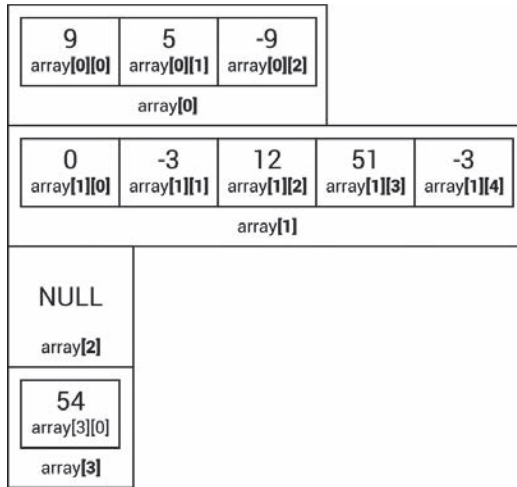 9 5 -9
array[0][0] array[0][1] array[0][2]
array[0]
0 -3 12 51 -3
array[1][0] array[1][1] array[1][2] array[1][3] array[1][4]
array[1]
NULL
array[2]
54
array[3][0]
array[3]